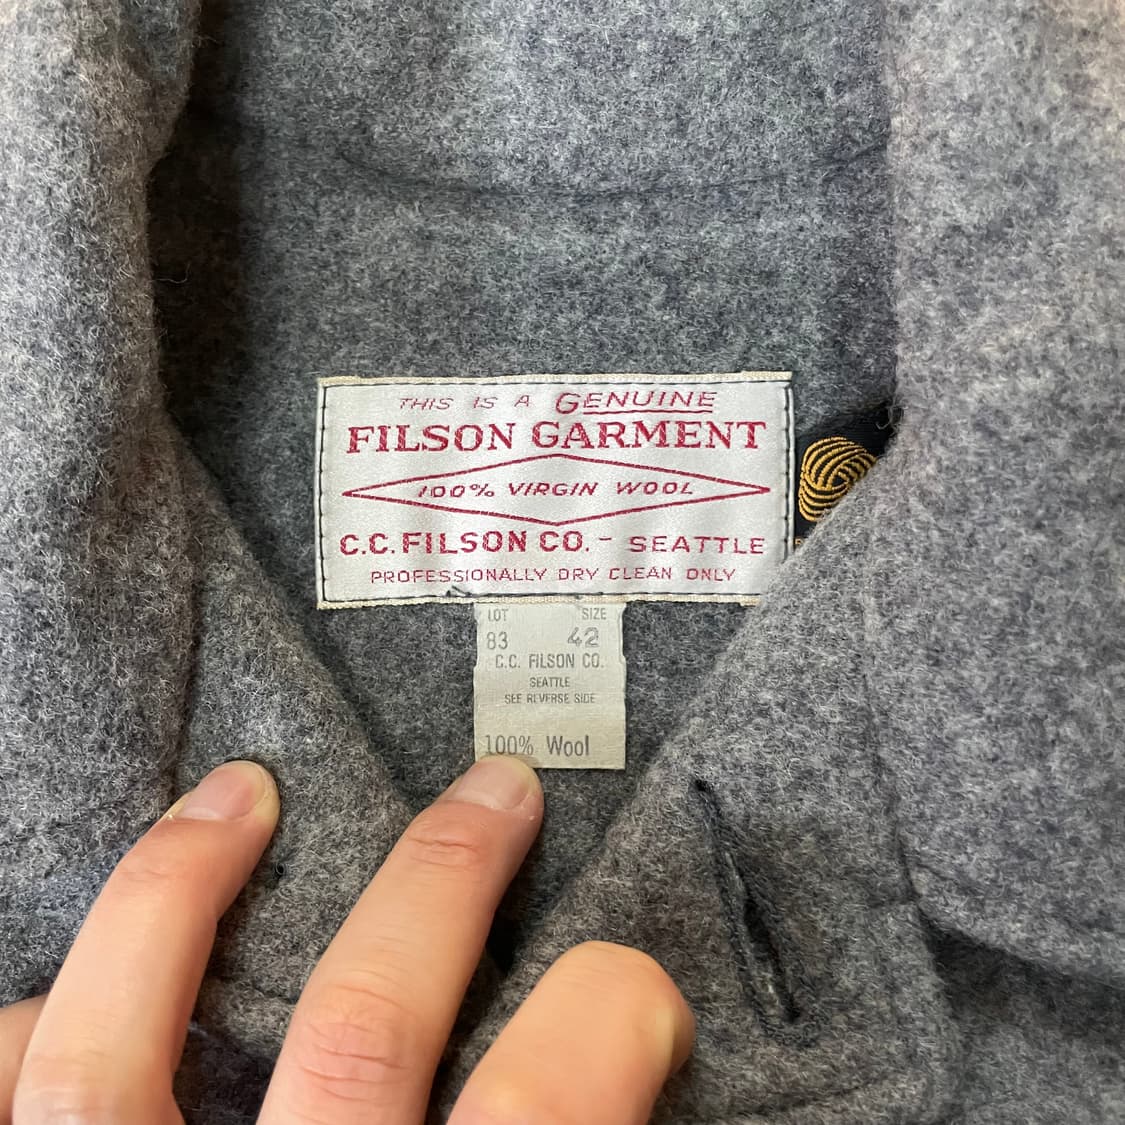 THIS IS A GENUINE
FILSON GARMENT
100% VIRGIN WOOL
C.C. FILSON CO. - SEATTLE
PROFESSIONALLY DRY CLEAN ONLY
LOT SIZE
83 42
C.C. FILSON CO.
SEATTLE
SEE REVERSE SIDE
100% Wool